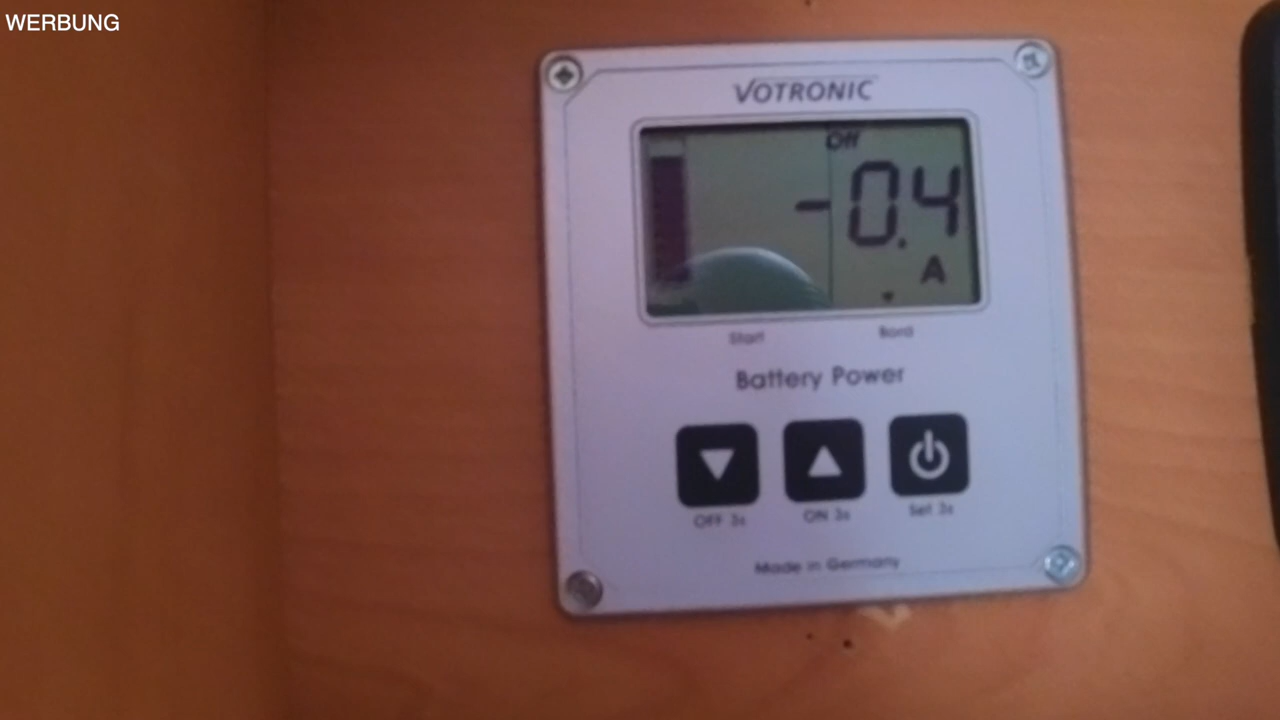 WERBUNG
VOTRONIC
Off
-0.4
A
Start Bord
Battery Power
OFF 3s ON 3s Set 3s
Made in Germany